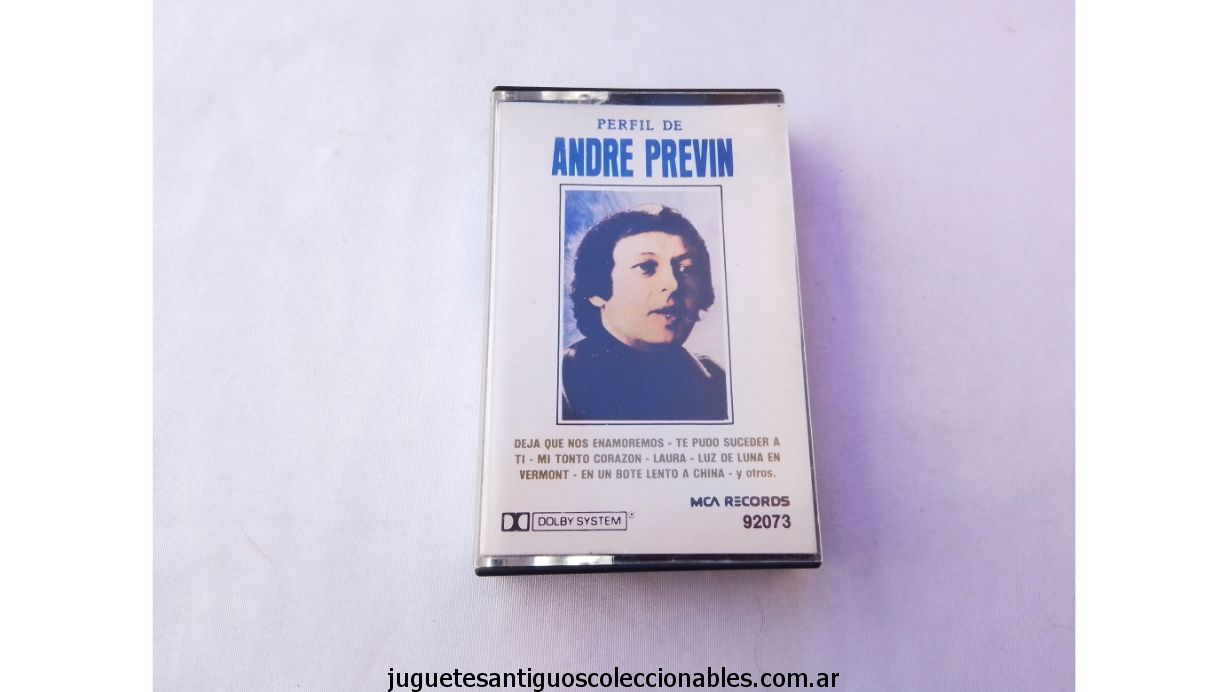 PERFIL DE
ANDRE PREVIN
DEJA QUE NOS ENAMOREMOS - TE PUDO SUCEDER A
TI - MI TONTO CORAZON - LAURA - LUZ DE LUNA EN
VERMONT - EN UN BOTE LENTO A CHINA - y otros.
MCA RECORDS
DOLBY SYSTEM
92073
juguetesantiguoscoleccionables.com.ar